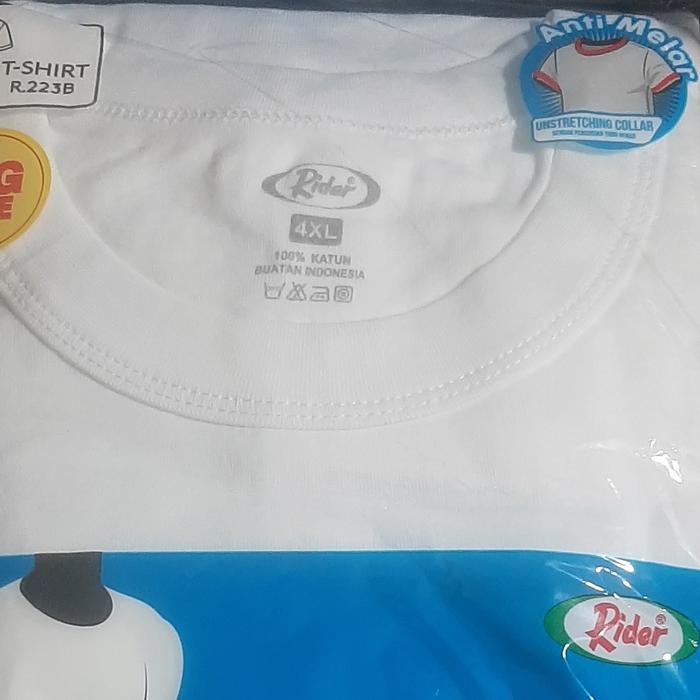 T-SHIRT
R.223B
Anti Melar
UNSTRETCHING COLLAR
G
E
Rider®
4XL
100% KATUN
BUATAN INDONESIA
Rider®